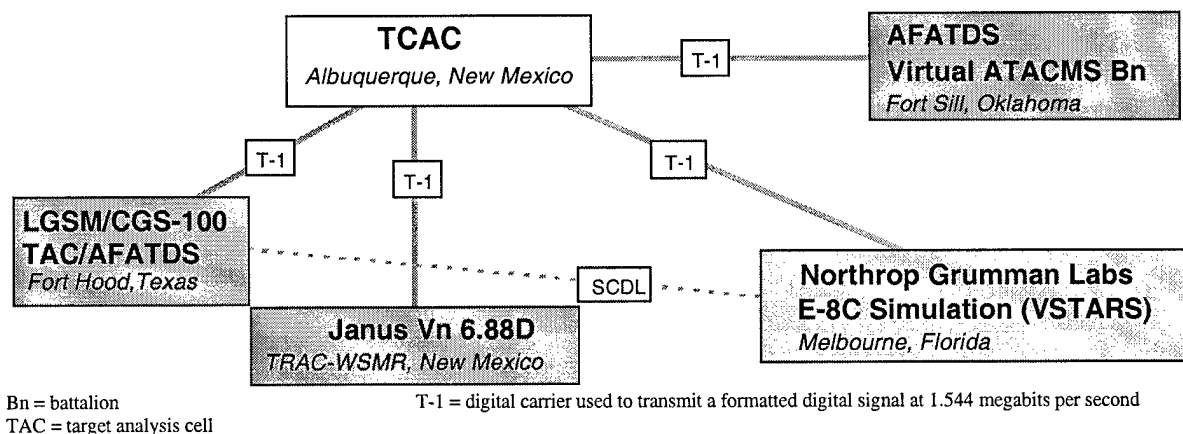 TCAC
Albuquerque, New Mexico
T-1
AFATDS
Virtual ATACMS Bn
Fort Sill, Oklahoma
T-1
T-1
T-1
LGSM/CGS-100
TAC/AFATDS
Fort Hood, Texas
SCDL
Northrop Grumman Labs
E-8C Simulation (VSTARS)
Melbourne, Florida
Janus Vn 6.88D
TRAC-WSMR, New Mexico
Bn = battalion
TAC = target analysis cell
T-1 = digital carrier used to transmit a formatted digital signal at 1.544 megabits per second